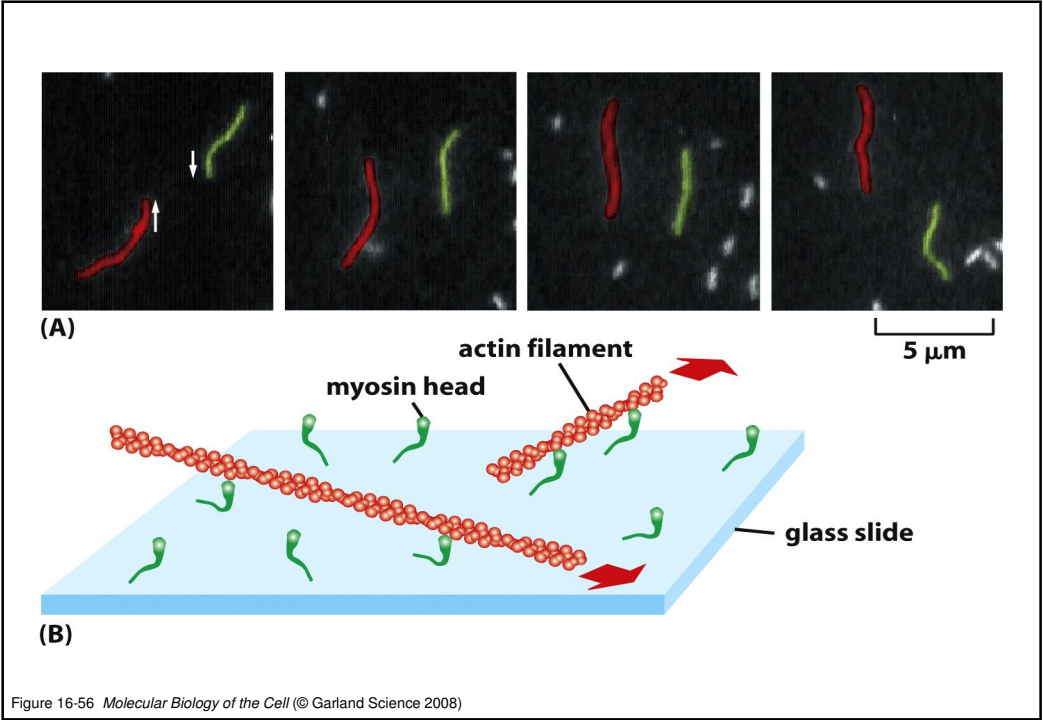 (A)
5 μm
actin filament
myosin head
glass slide
(B)
Figure 16-56 Molecular Biology of the Cell (© Garland Science 2008)